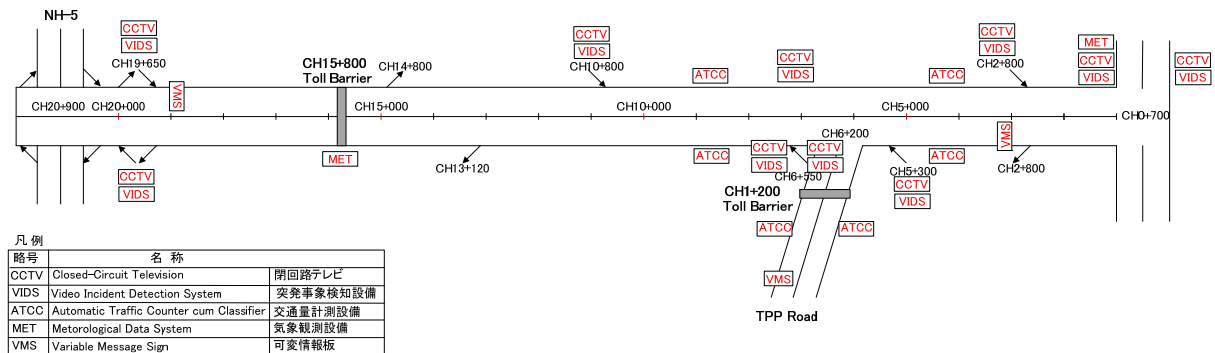 NH-5
CCTV
VIDS
CH19+650
VMS
CH15+800
Toll Barrier
CH14+800
CCTV
VIDS
CH10+800
ATCC
CCTV
VIDS
ATCC
CCTV
VIDS
CH2+800
MET
CCTV
VIDS
CCTV
VIDS
CH20+900
CH20+000
CH15+000
CH10+000
CH5+000
CH0+700
CCTV
VIDS
MET
CH13+120
ATCC
CCTV
VIDS
CH6+200
CCTV
VIDS
CH6+550
CH5+300
CCTV
VIDS
ATCC
VMS
CH2+800
CH1+200
Toll Barrier
ATCC
ATCC
VMS
TPP Road
凡 例
略号 名 称
CCTV Closed-Circuit Television 閉回路テレビ
VIDS Video Incident Detection System 突発事象検知設備
ATCC Automatic Traffic Counter cum Classifier 交通量計測設備
MET Metorological Data System 気象観測設備
VMS Variable Message Sign 可変情報板